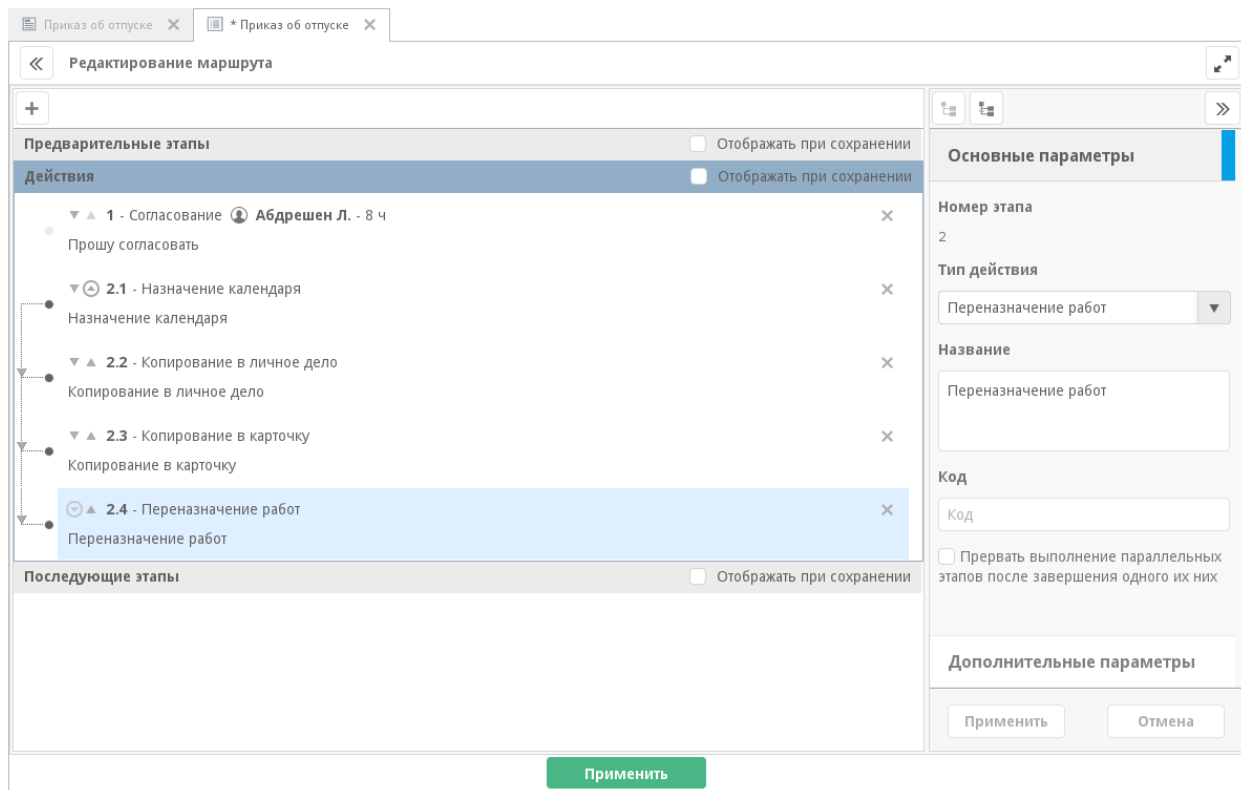 Приказ об отпуске
* Приказ об отпуске
Редактирование маршрута
Предварительные этапы Отображать при сохранении
Действия Отображать при сохранении
1 - Согласование Абдрешен Л. - 8 ч
Прошу согласовать
2.1 - Назначение календаря
Назначение календаря
2.2 - Копирование в личное дело
Копирование в личное дело
2.3 - Копирование в карточку
Копирование в карточку
2.4 - Переназначение работ
Переназначение работ
Последующие этапы Отображать при сохранении
Основные параметры
Номер этапа
2
Тип действия
Переназначение работ
Название
Переназначение работ
Код
Код
Прервать выполнение параллельных
этапов после завершения одного их них
Дополнительные параметры
Применить Отмена
Применить